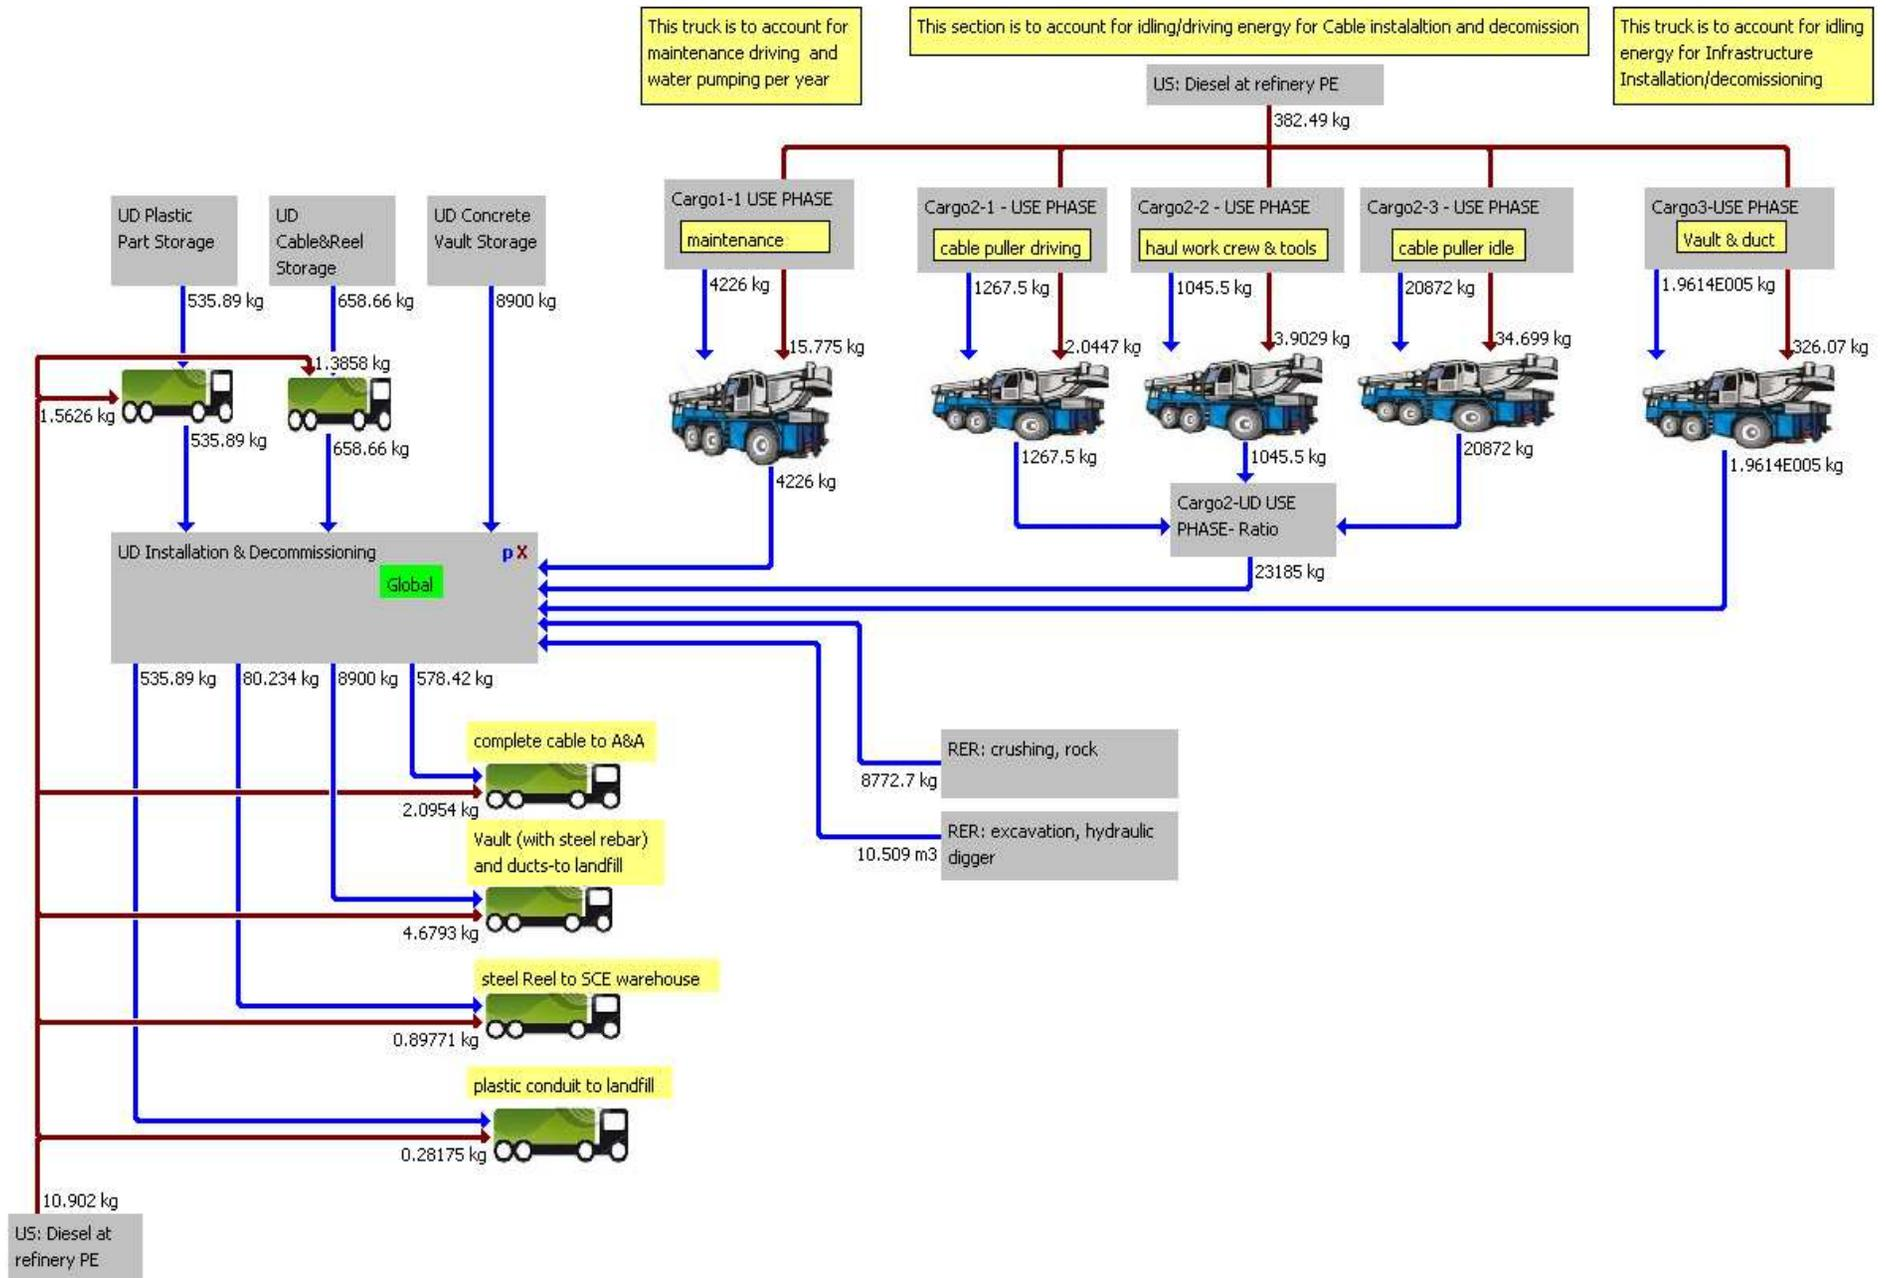 This truck is to account for
maintenance driving and
water pumping per year
This section is to account for idling/driving energy for Cable instalaltion and decomission
This truck is to account for idling
energy for Infrastructure
Installation/decomissioning
US: Diesel at refinery PE
382.49 kg
UD Plastic
Part Storage
UD
Cable&Reel
Storage
UD Concrete
Vault Storage
Cargo1-1 USE PHASE
maintenance
Cargo2-1 - USE PHASE
cable puller driving
Cargo2-2 - USE PHASE
haul work crew & tools
Cargo2-3 - USE PHASE
cable puller idle
Cargo3-USE PHASE
Vault & duct
535.89 kg
658.66 kg
8900 kg
4226 kg
15.775 kg
1267.5 kg
2.0447 kg
1045.5 kg
3.9029 kg
20872 kg
34.699 kg
1.9614E005 kg
326.07 kg
1.3858 kg
1.5626 kg
535.89 kg
658.66 kg
4226 kg
1267.5 kg
1045.5 kg
20872 kg
1.9614E005 kg
Cargo2-UD USE
PHASE- Ratio
23185 kg
UD Installation & Decommissioning
p X
Global
535.89 kg
80.234 kg
8900 kg
578.42 kg
complete cable to A&A
2.0954 kg
RER: crushing, rock
8772.7 kg
Vault (with steel rebar)
and ducts-to landfill
4.6793 kg
RER: excavation, hydraulic
digger
10.509 m3
steel Reel to SCE warehouse
0.89771 kg
plastic conduit to landfill
0.28175 kg
10.902 kg
US: Diesel at
refinery PE